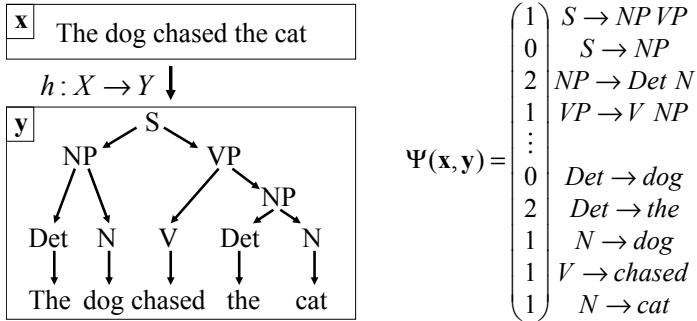 x
The dog chased the cat
h : X → Y
y
S
NP VP
NP
Det N V Det N
The dog chased the cat
Ψ(x, y) =
1 S → NP VP
0 S → NP
2 NP → Det N
1 VP → V NP
⋮
0 Det → dog
2 Det → the
1 N → dog
1 V → chased
1 N → cat